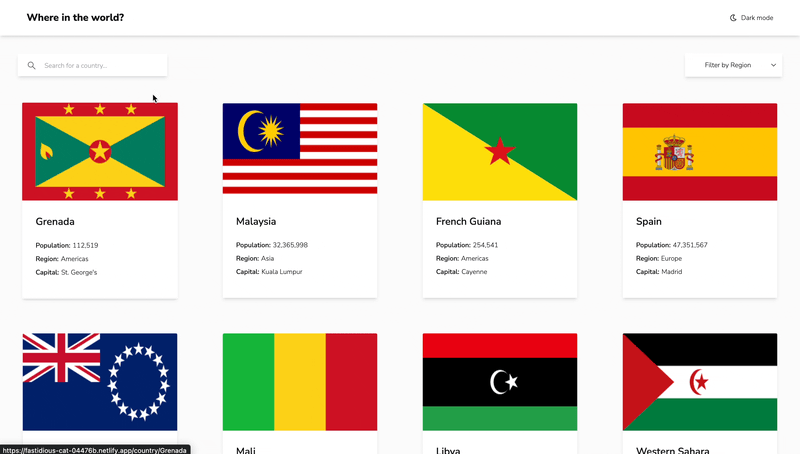 Where in the world?
Dark mode
Search for a country...
Filter by Region
Grenada
Population: 112,519
Region: Americas
Capital: St. George's
Malaysia
Population: 32,365,998
Region: Asia
Capital: Kuala Lumpur
French Guiana
Population: 254,541
Region: Americas
Capital: Cayenne
Spain
Population: 47,351,567
Region: Europe
Capital: Madrid
Mali
Libya
Western Sahara
https://fastidious-cat-04476b.netlify.app/country/Grenada